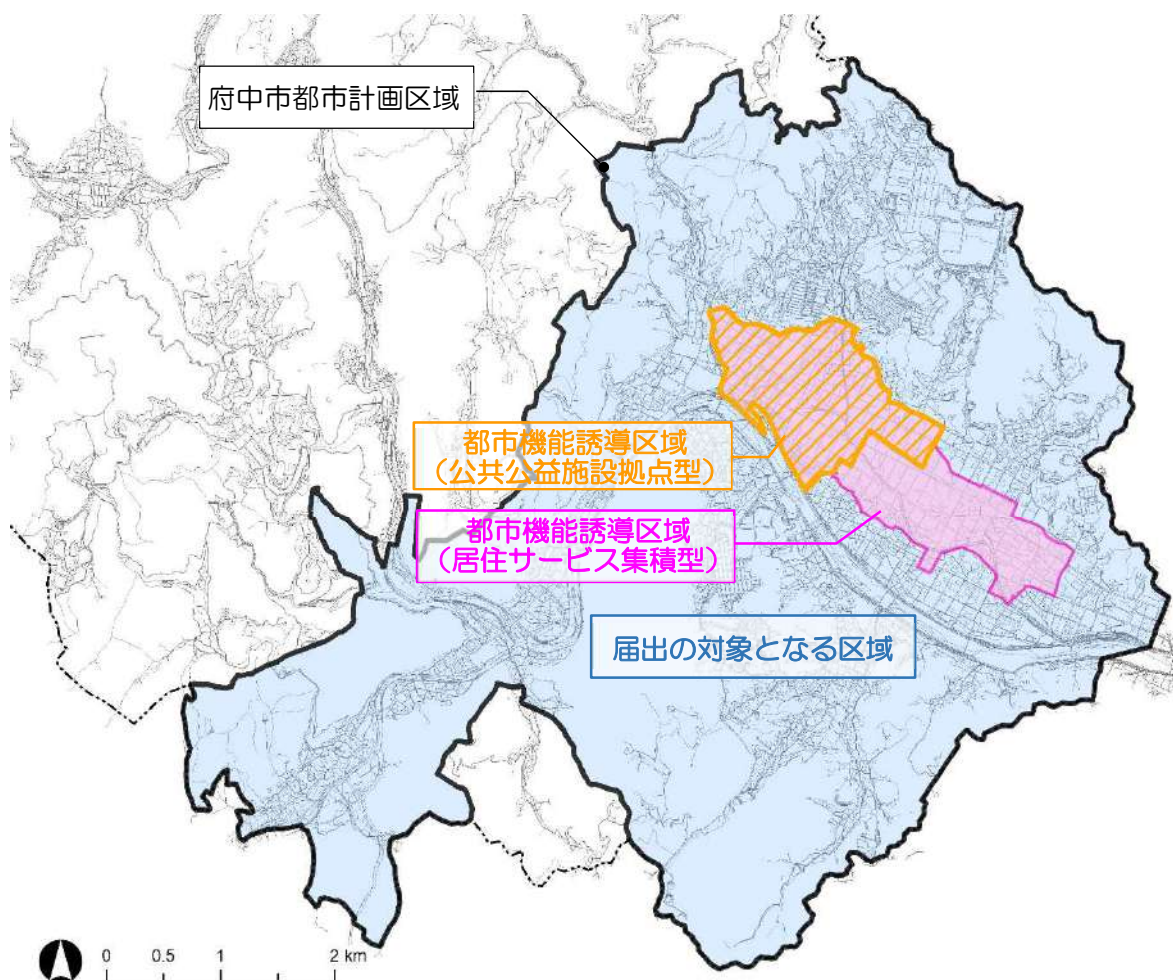 府中市都市計画区域
都市機能誘導区域
（公共公益施設拠点型）
都市機能誘導区域
（居住サービス集積型）
届出の対象となる区域
0 0.5 1 2 km